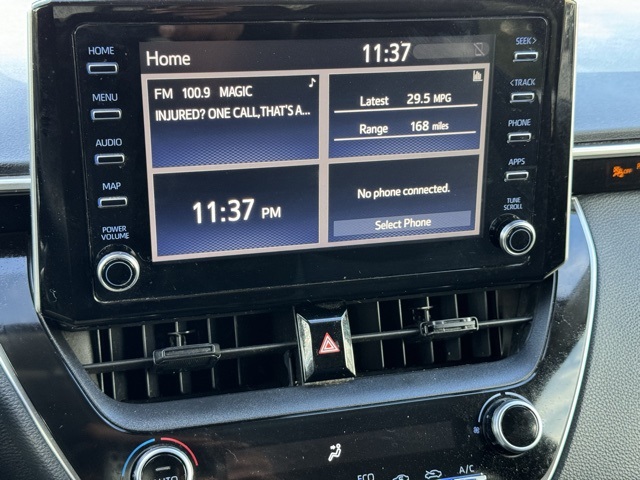 HOME
MENU
AUDIO
MAP
POWER
VOLUME
Home
11:37
FM 100.9 MAGIC
INJURED? ONE CALL,THAT'S A...
Latest 29.5 MPG
Range 168 miles
11:37 PM
No phone connected.
Select Phone
SEEK>
<TRACK
PHONE
APPS
TUNE
SCROLL
OFF
AUTO
ECO
A/C